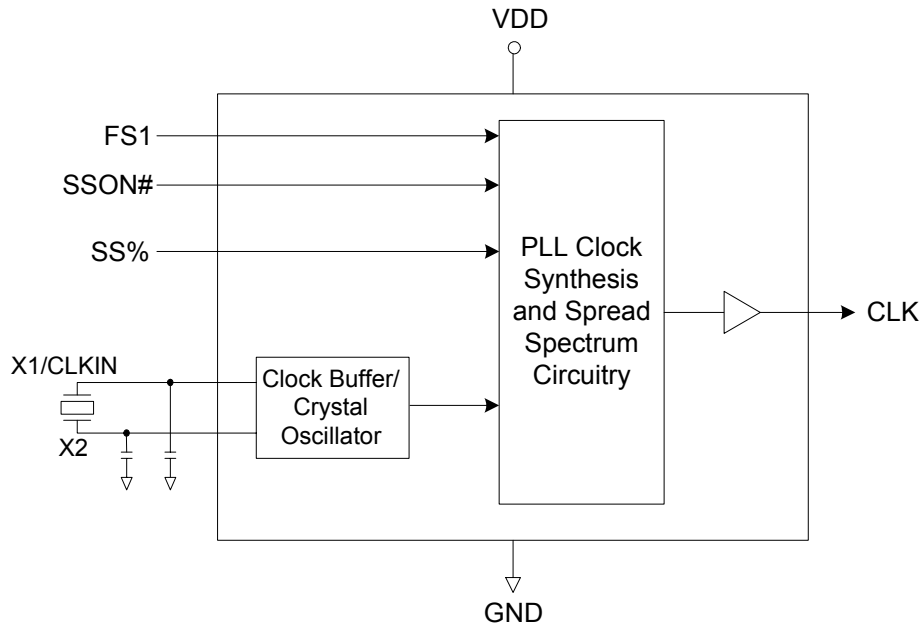 VDD
FS1
SSON#
SS%
PLL Clock
Synthesis
and Spread
Spectrum
Circuitry
CLK
X1/CLKIN
X2
Clock Buffer/
Crystal
Oscillator
GND